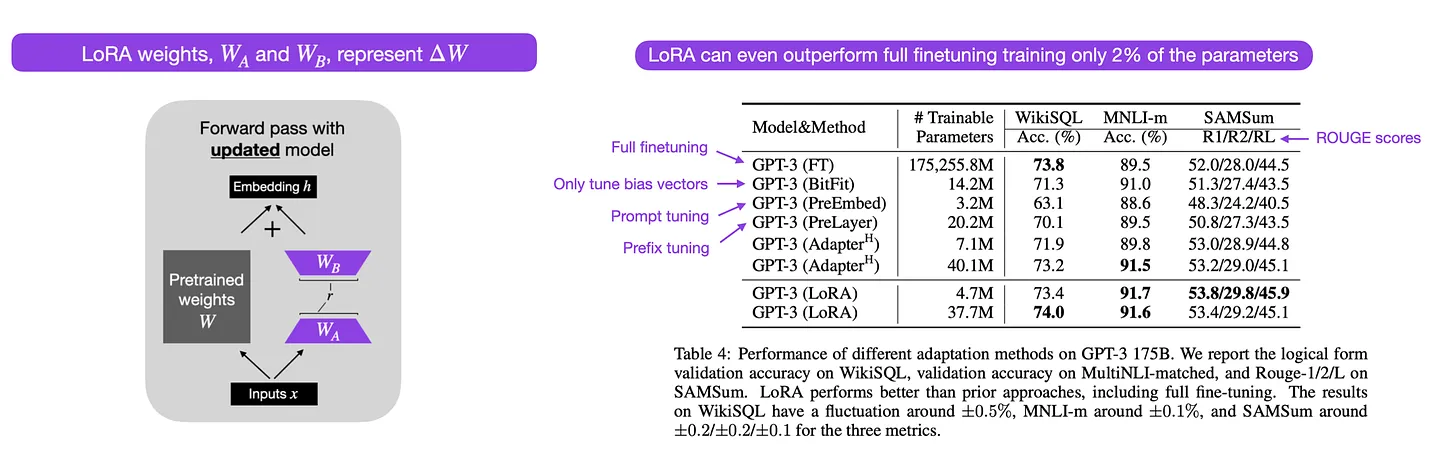 LoRA weights, W_A and W_B, represent ΔW
Forward pass with
updated model
Embedding h
+
Pretrained
weights
W
W_B
r
W_A
Inputs x
LoRA can even outperform full finetuning training only 2% of the parameters
Model&Method # Trainable Parameters WikiSQL Acc. (%) MNLI-m Acc. (%) SAMSum R1/R2/RL
ROUGE scores
Full finetuning
Only tune bias vectors
Prompt tuning
Prefix tuning
GPT-3 (FT) 175,255.8M 73.8 89.5 52.0/28.0/44.5
GPT-3 (BitFit) 14.2M 71.3 91.0 51.3/27.4/43.5
GPT-3 (PreEmbed) 3.2M 63.1 88.6 48.3/24.2/40.5
GPT-3 (PreLayer) 20.2M 70.1 89.5 50.8/27.3/43.5
GPT-3 (Adapter^H) 7.1M 71.9 89.8 53.0/28.9/44.8
GPT-3 (Adapter^H) 40.1M 73.2 91.5 53.2/29.0/45.1
GPT-3 (LoRA) 4.7M 73.4 91.7 53.8/29.8/45.9
GPT-3 (LoRA) 37.7M 74.0 91.6 53.4/29.2/45.1
Table 4: Performance of different adaptation methods on GPT-3 175B. We report the logical form
validation accuracy on WikiSQL, validation accuracy on MultiNLI-matched, and Rouge-1/2/L on
SAMSum. LoRA performs better than prior approaches, including full fine-tuning. The results
on WikiSQL have a fluctuation around ±0.5%, MNLI-m around ±0.1%, and SAMSum around
±0.2/±0.2/±0.1 for the three metrics.